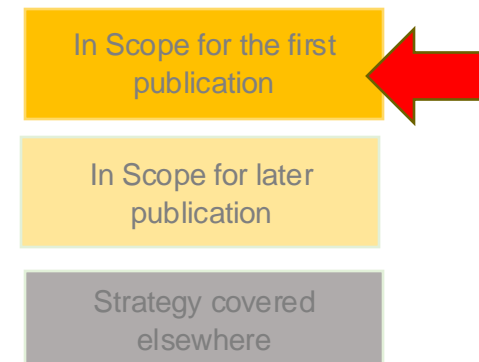 In Scope for the first
publication
In Scope for later
publication
Strategy covered
elsewhere